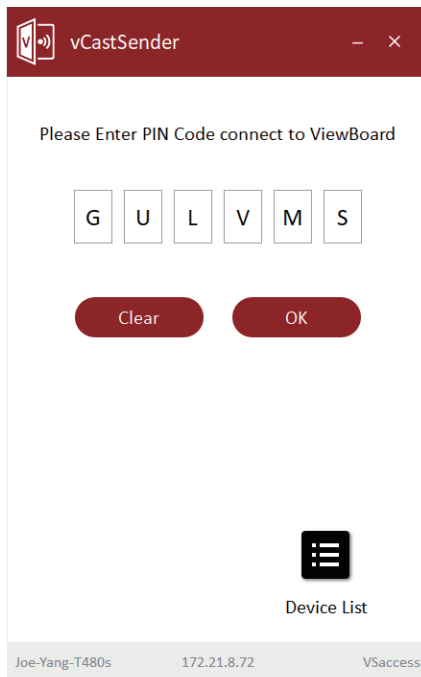 V vCastSender
Please Enter PIN Code connect to ViewBoard
G U L V M S
Clear OK
Device List
Joe-Yang-T480s 172.21.8.72 VSaccess